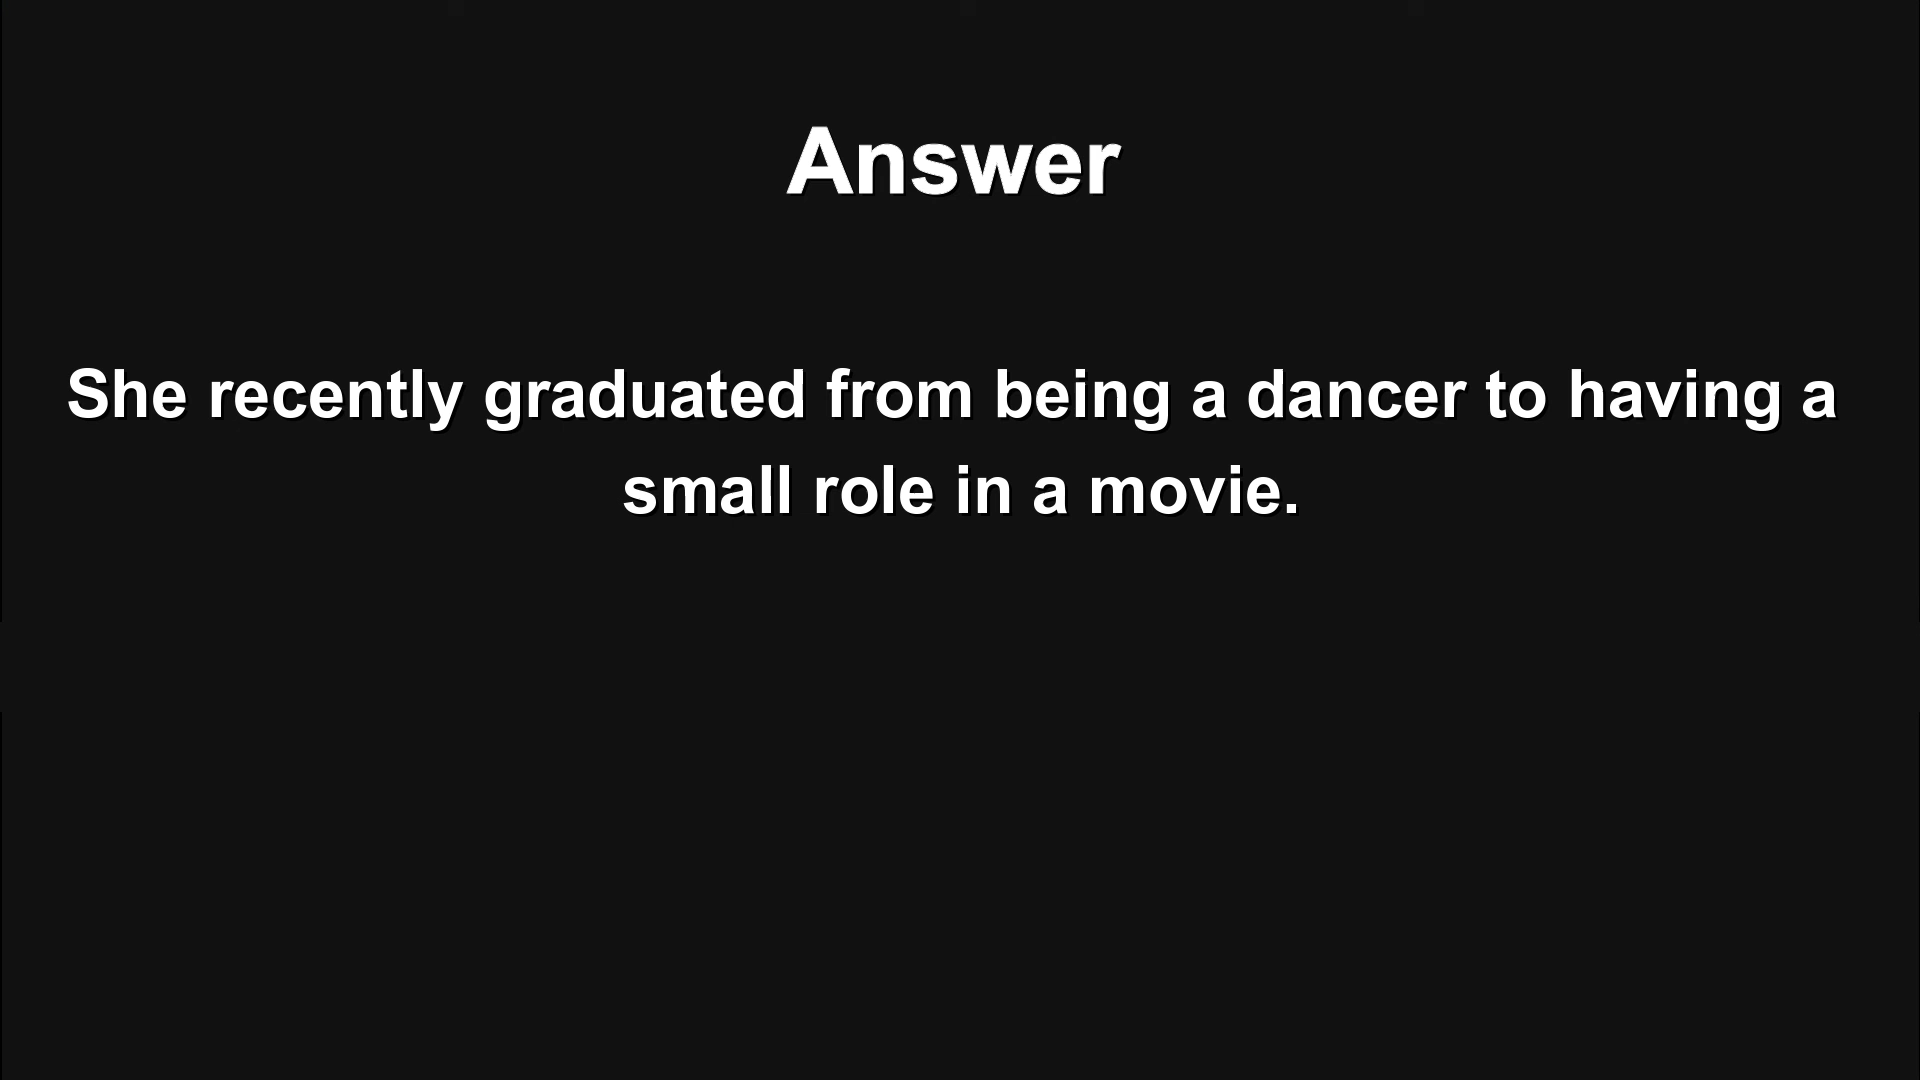 Answer
She recently graduated from being a dancer to having a
small role in a movie.